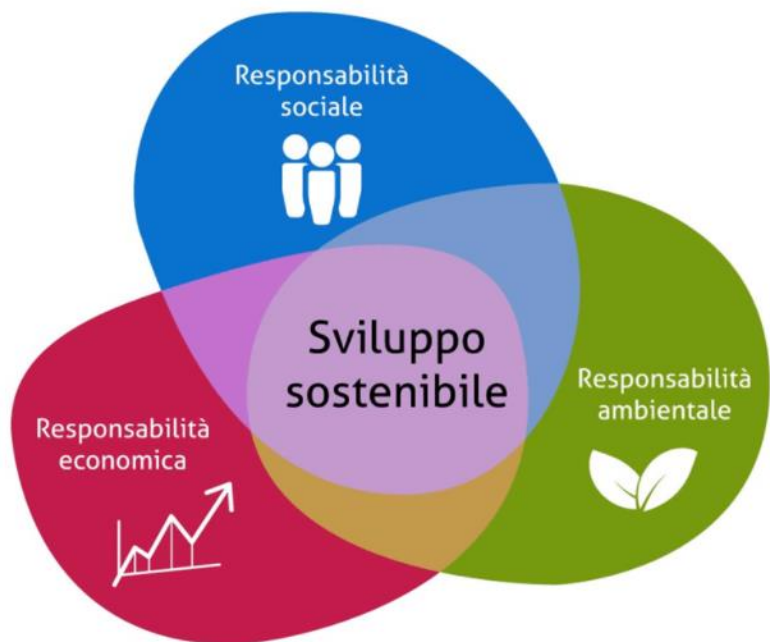 Responsabilità
sociale
Sviluppo
sostenibile
Responsabilità
ambientale
Responsabilità
economica